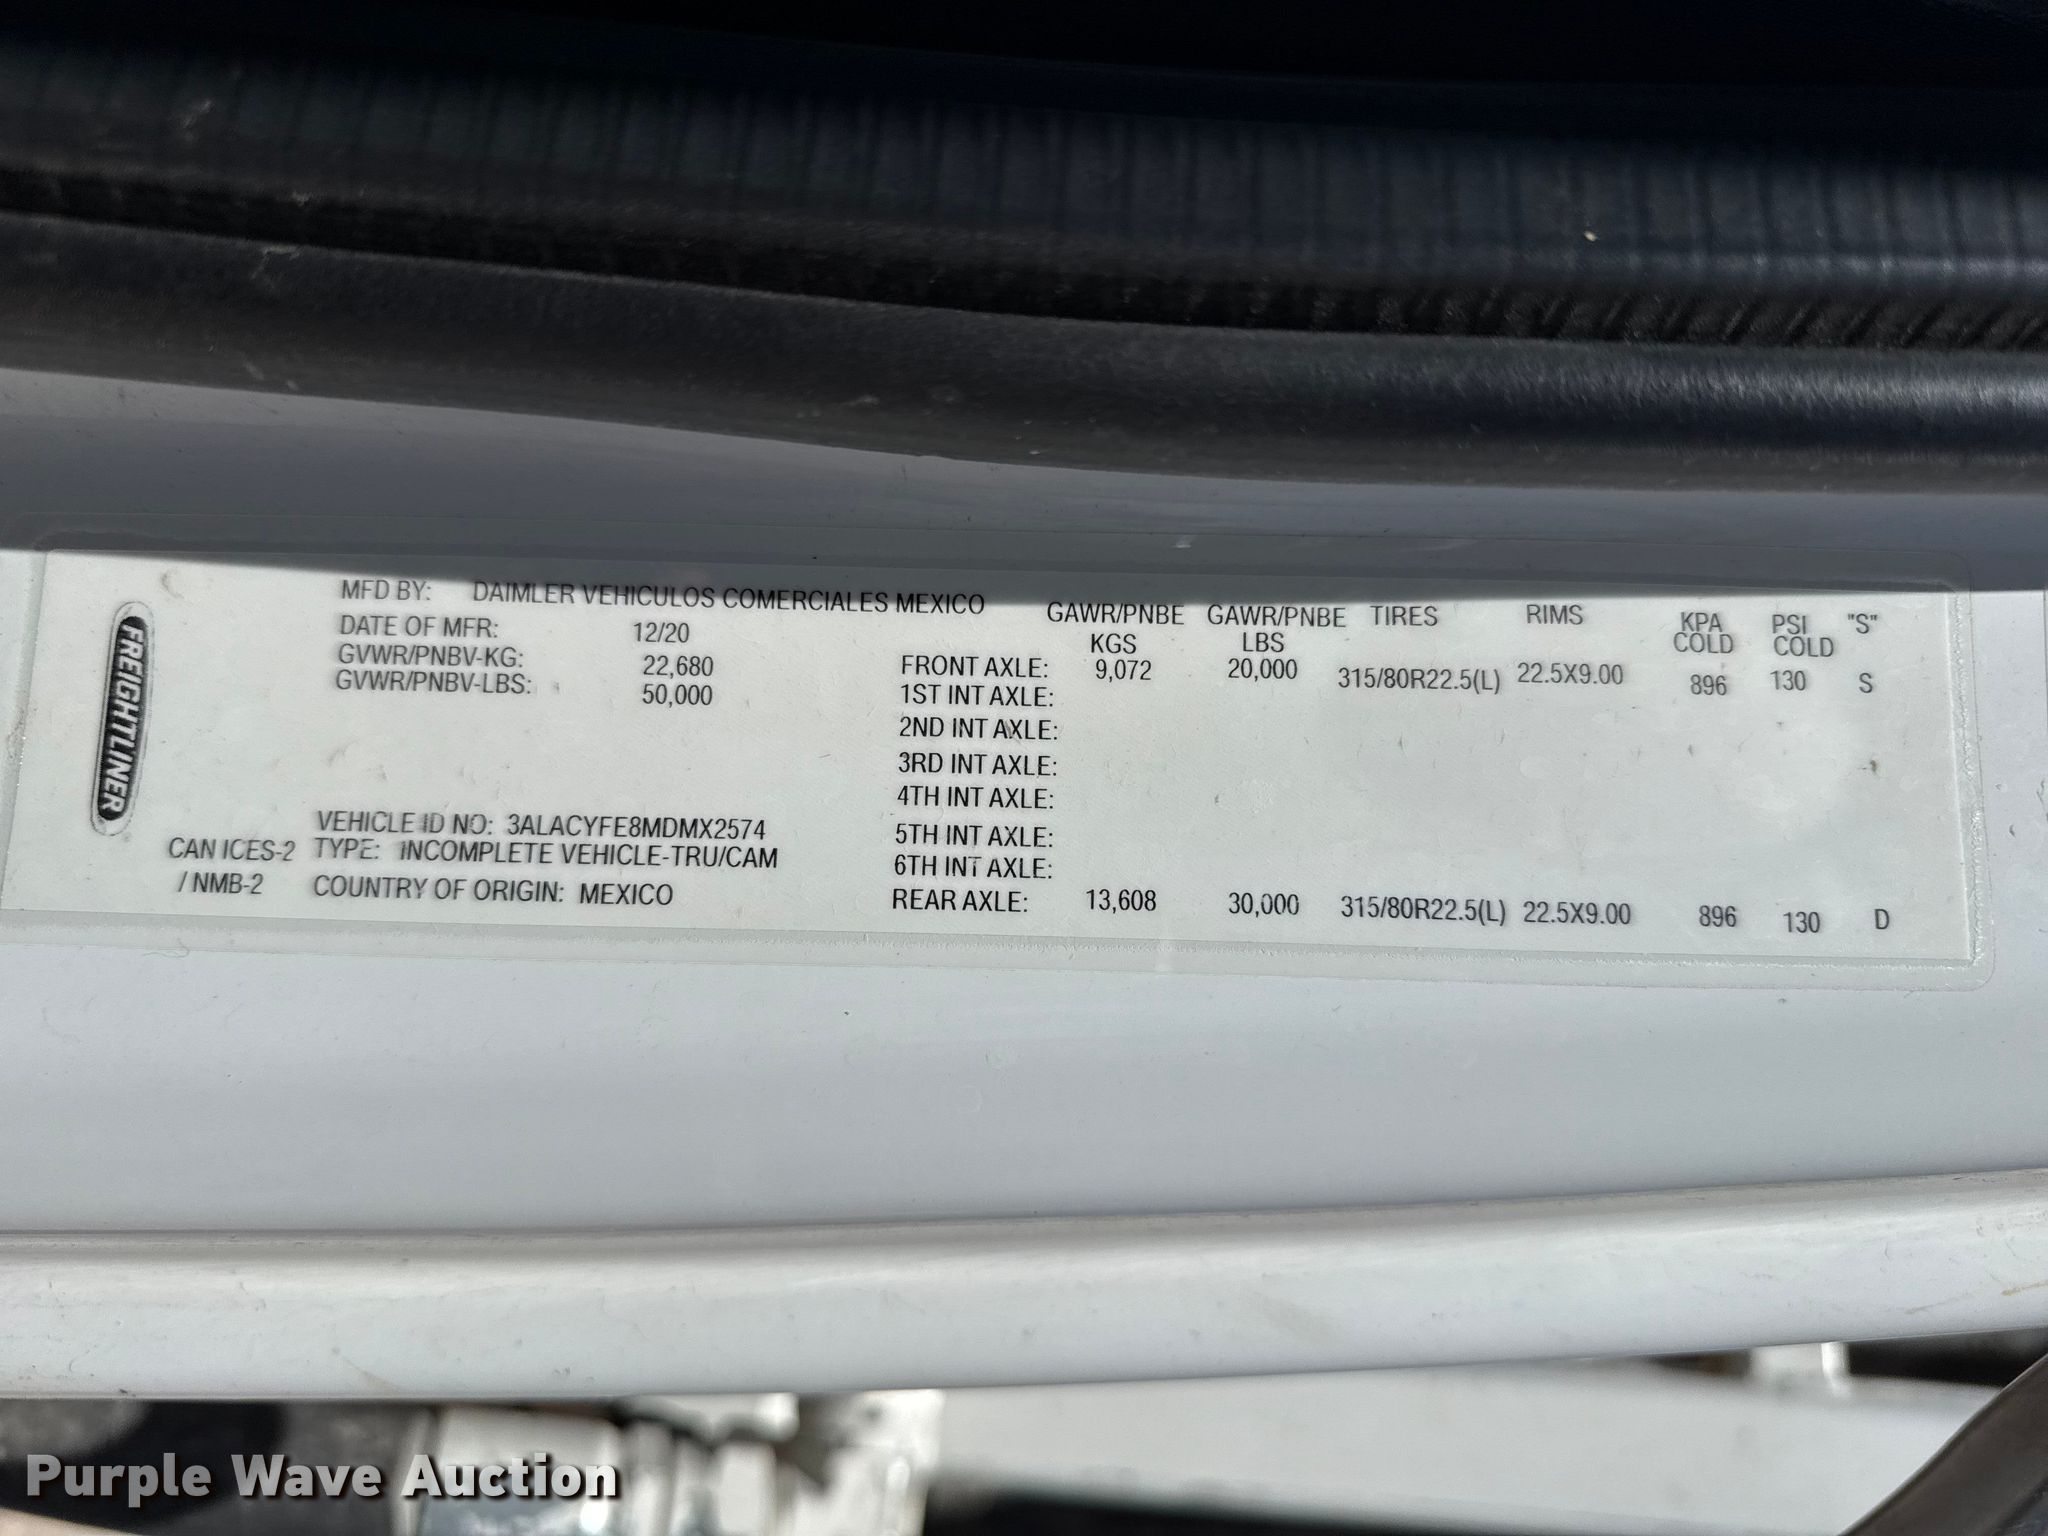 FREIGHTLINER
MFD BY: DAIMLER VEHICULOS COMERCIALES MEXICO
DATE OF MFR: 12/20
GVWR/PNBV-KG: 22,680
GVWR/PNBV-LBS: 50,000
VEHICLE ID NO: 3ALACYFE8MDMX2574
CAN ICES-2 TYPE: INCOMPLETE VEHICLE-TRU/CAM
/ NMB-2 COUNTRY OF ORIGIN: MEXICO
GAWR/PNBE GAWR/PNBE TIRES RIMS KPA PSI "S"
KGS LBS COLD COLD
FRONT AXLE: 9,072 20,000 315/80R22.5(L) 22.5X9.00 896 130 S
1ST INT AXLE:
2ND INT AXLE:
3RD INT AXLE:
4TH INT AXLE:
5TH INT AXLE:
6TH INT AXLE:
REAR AXLE: 13,608 30,000 315/80R22.5(L) 22.5X9.00 896 130 D
Purple Wave Auction